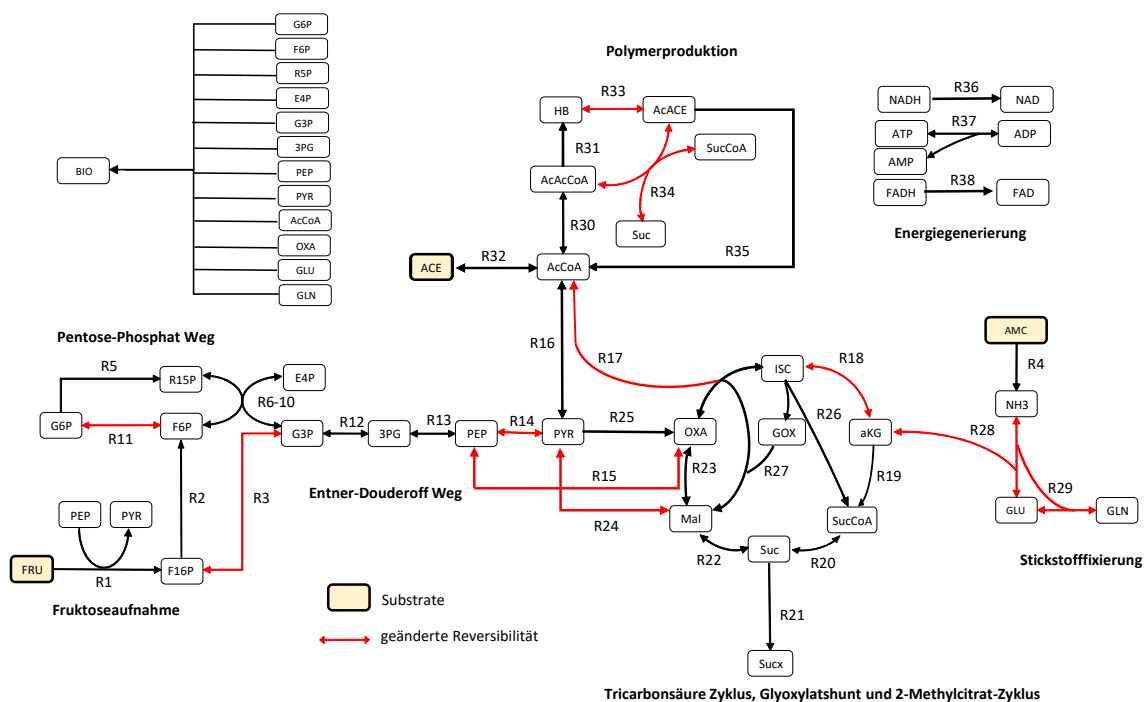 G6P
F6P
R5P
E4P
G3P
3PG
PEP
PYR
AcCoA
OXA
GLU
GLN
BIO
Polymerproduktion
R33
HB
AcACE
R31
SucCoA
AcAcCoA
R34
R30
Suc
R35
ACE
R32
AcCoA
R36
NADH
NAD
R37
ATP
ADP
AMP
R38
FADH
FAD
Energiegenerierung
Pentose-Phosphat Weg
R5
R15P
E4P
R6-10
G6P
R11
F6P
G3P
R12
3PG
R13
PEP
R14
PYR
R25
OXA
R16
R17
ISC
R18
R26
GOX
aKG
R28
AMC
R4
NH3
R2
R3
Entner-Douderoff Weg
R15
R23
R27
R19
R29
GLU
GLN
R24
Mal
SucCoA
Stickstofffixierung
PEP
PYR
FRU
R1
F16P
R22
Suc
R20
Fruktoseaufnahme
R21
Substrate
geänderte Reversibilität
Sucx
Tricarbonsäure Zyklus, Glyoxylatshunt und 2-Methylcitrat-Zyklus